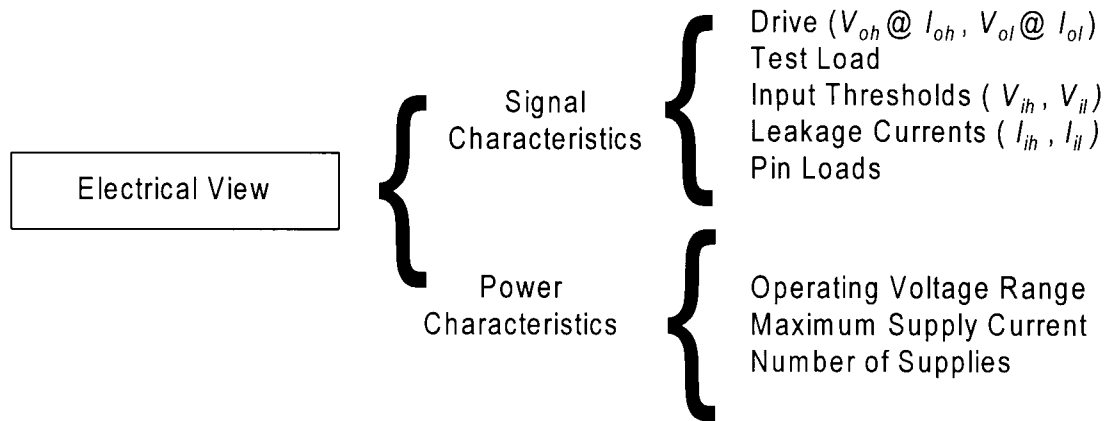 Electrical View
Signal
Characteristics
Drive (Voh @ Ioh, Vol @ Iol)
Test Load
Input Thresholds ( Vih, Vil)
Leakage Currents ( Iih, Iil)
Pin Loads
Power
Characteristics
Operating Voltage Range
Maximum Supply Current
Number of Supplies